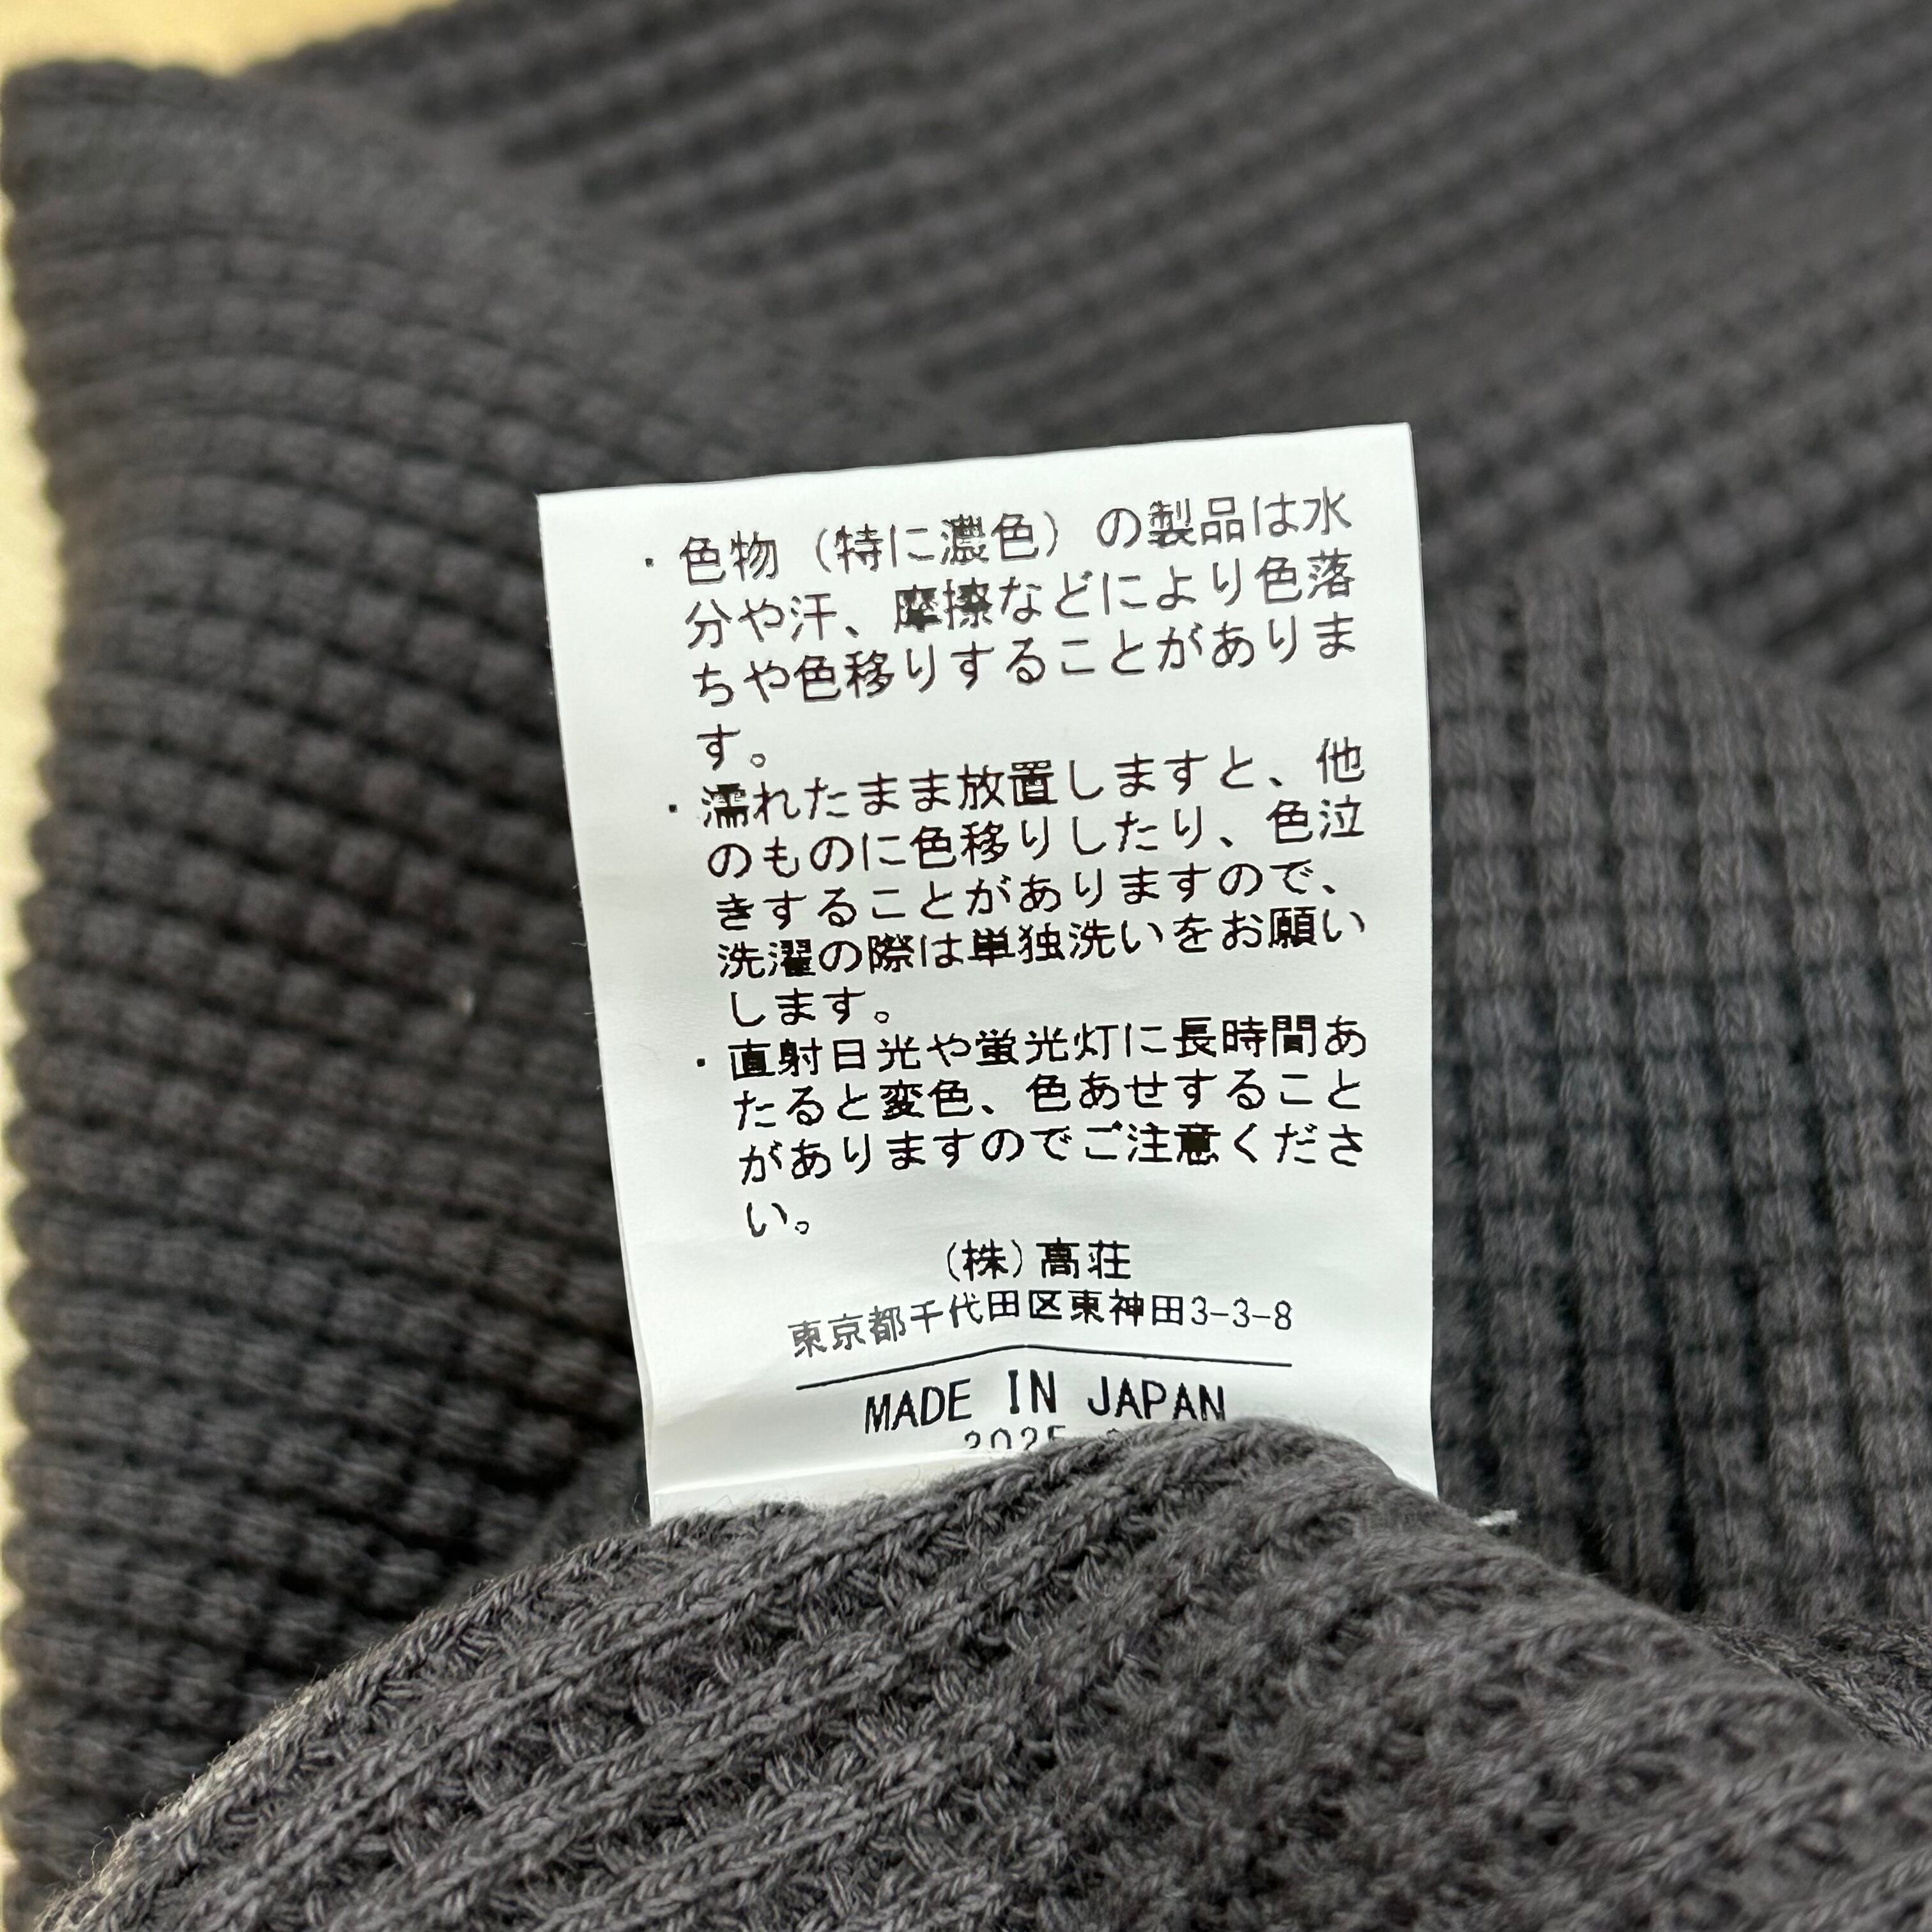 ・色物（特に濃色）の製品は水
分や汗、摩擦などにより色落
ちや色移りすることがありま
す。
・濡れたまま放置しますと、他
のものに色移りしたり、色泣
きすることがありますので、
洗濯の際は単独洗いをお願い
します。
・直射日光や蛍光灯に長時間あ
たると変色、色あせすること
がありますのでご注意くださ
い。
(株)高荘
東京都千代田区東神田3-3-8
MADE IN JAPAN
2025